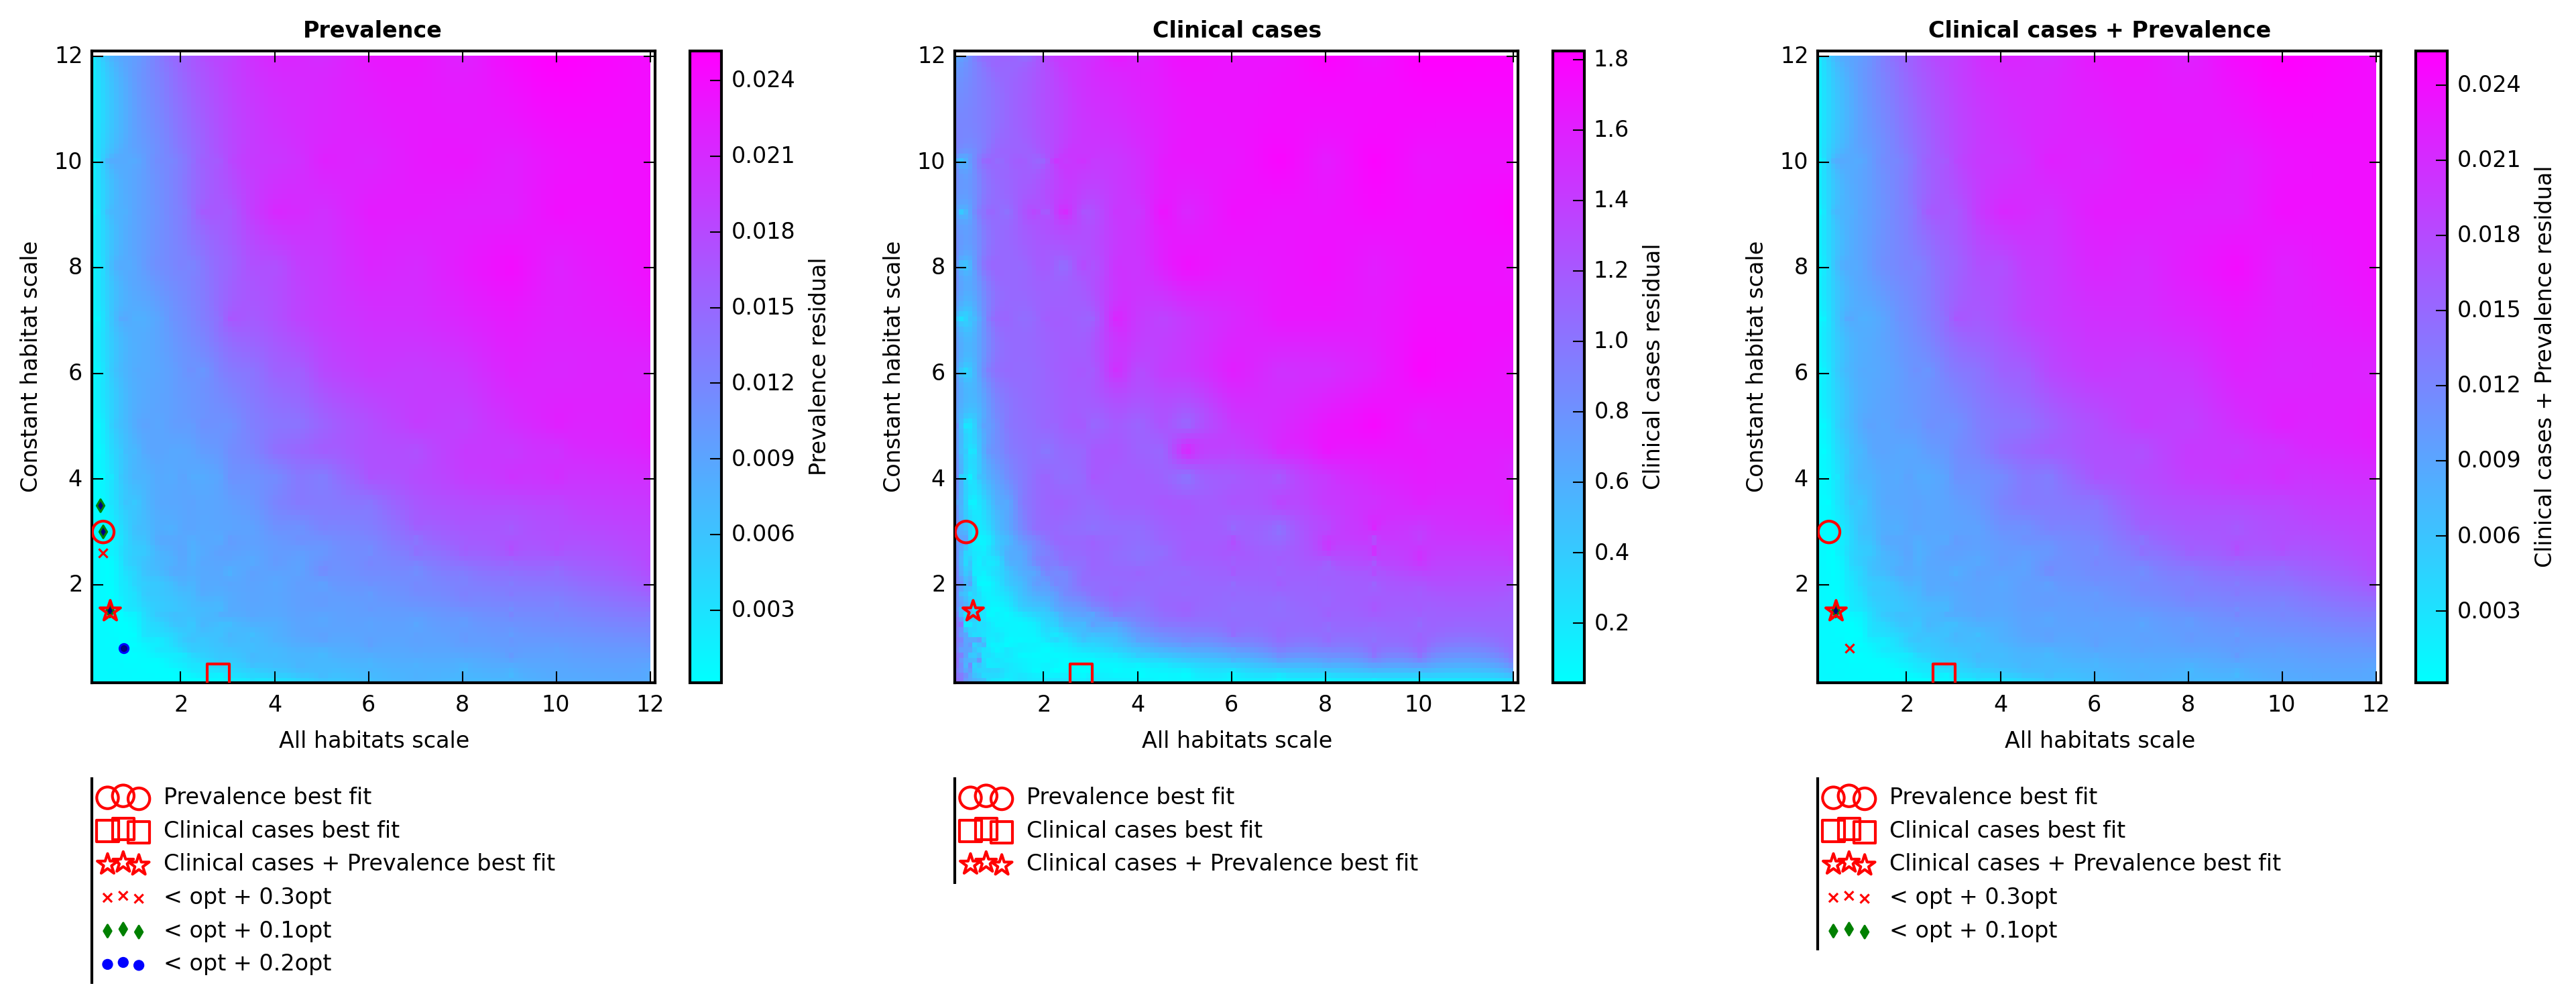 Prevalence
12
10
8
6
4
2
Constant habitat scale
2 4 6 8 10 12
All habitats scale
0.024
0.021
0.018
0.015
0.012
0.009
0.006
0.003
Prevalence residual
Prevalence best fit
Clinical cases best fit
Clinical cases + Prevalence best fit
< opt + 0.3opt
< opt + 0.1opt
< opt + 0.2opt
Clinical cases
12
10
8
6
4
2
Constant habitat scale
2 4 6 8 10 12
All habitats scale
1.8
1.6
1.4
1.2
1.0
0.8
0.6
0.4
0.2
Clinical cases residual
Prevalence best fit
Clinical cases best fit
Clinical cases + Prevalence best fit
Clinical cases + Prevalence
12
10
8
6
4
2
Constant habitat scale
2 4 6 8 10 12
All habitats scale
0.024
0.021
0.018
0.015
0.012
0.009
0.006
0.003
Clinical cases + Prevalence residual
Prevalence best fit
Clinical cases best fit
Clinical cases + Prevalence best fit
< opt + 0.3opt
< opt + 0.1opt